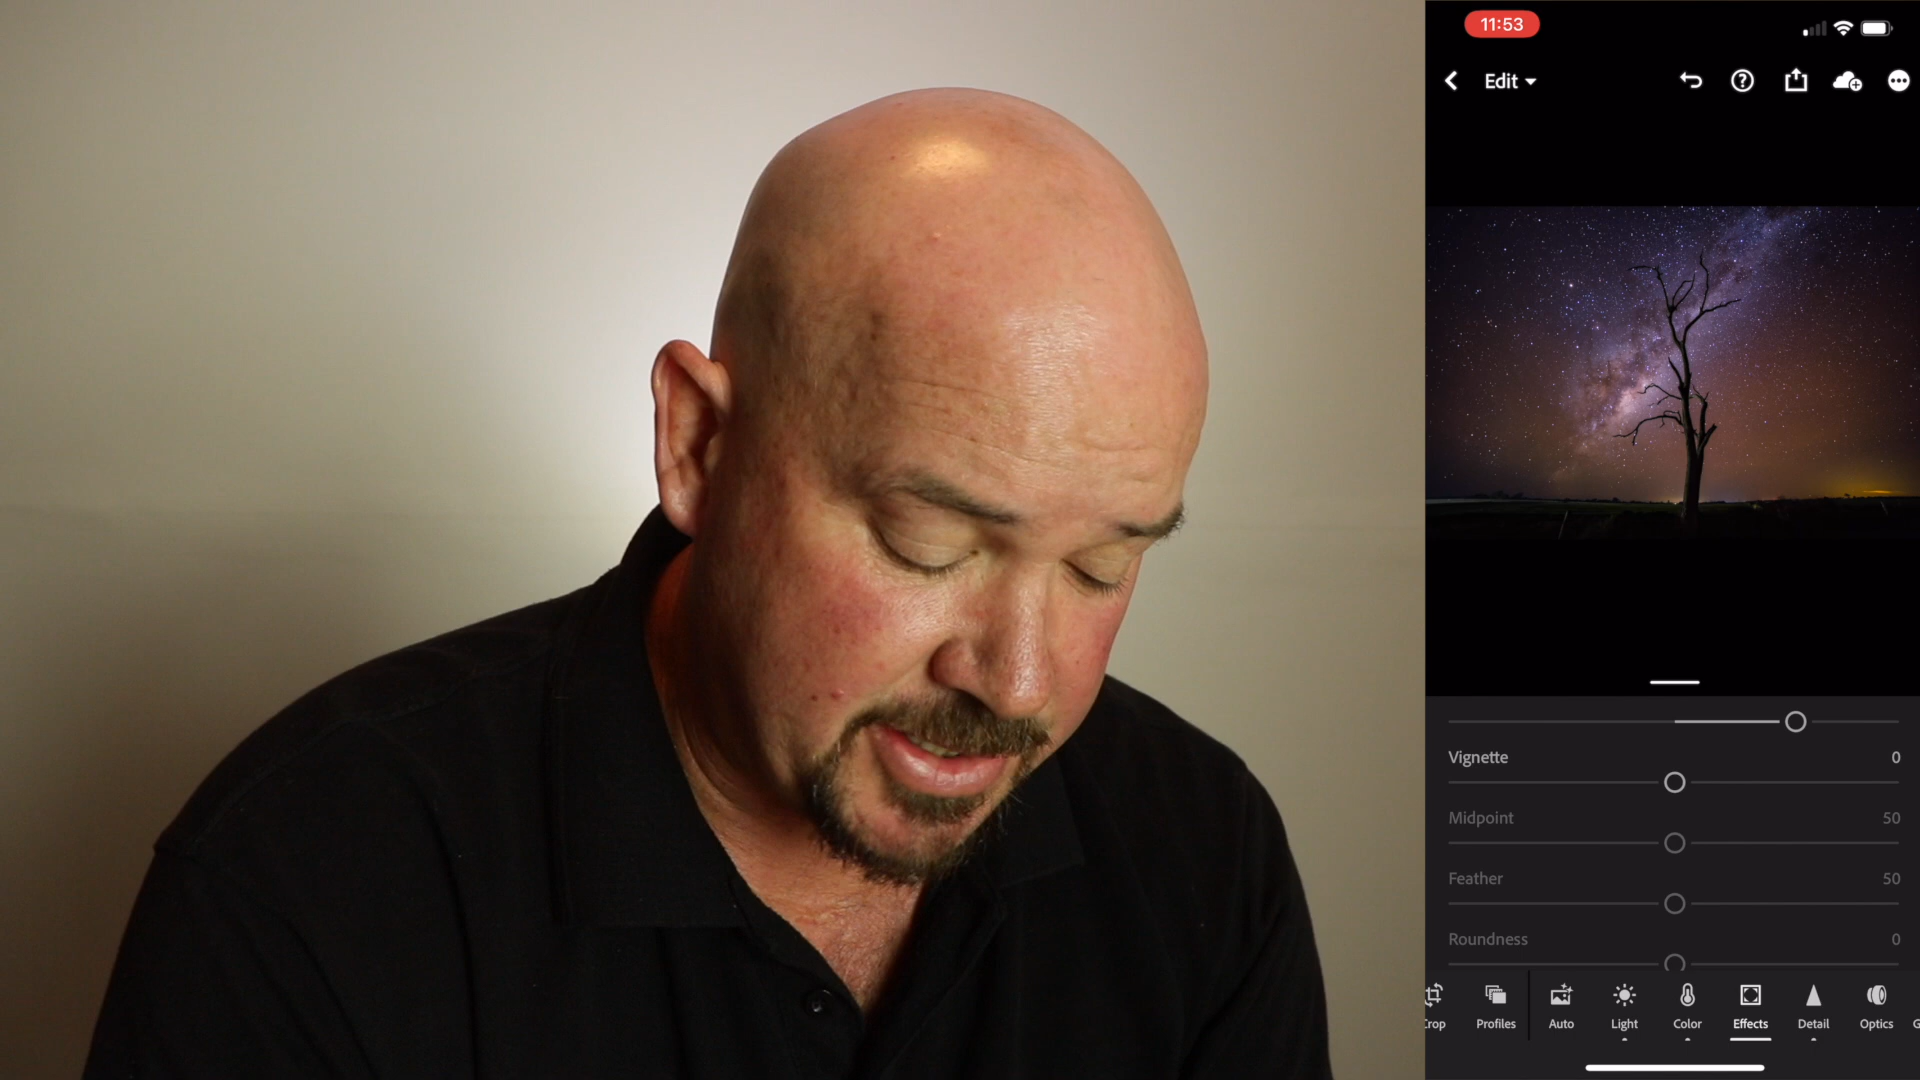 11:53
Edit
Vignette 0
Midpoint 50
Feather 50
Roundness 0
Profiles Auto Light Color Effects Detail Optics